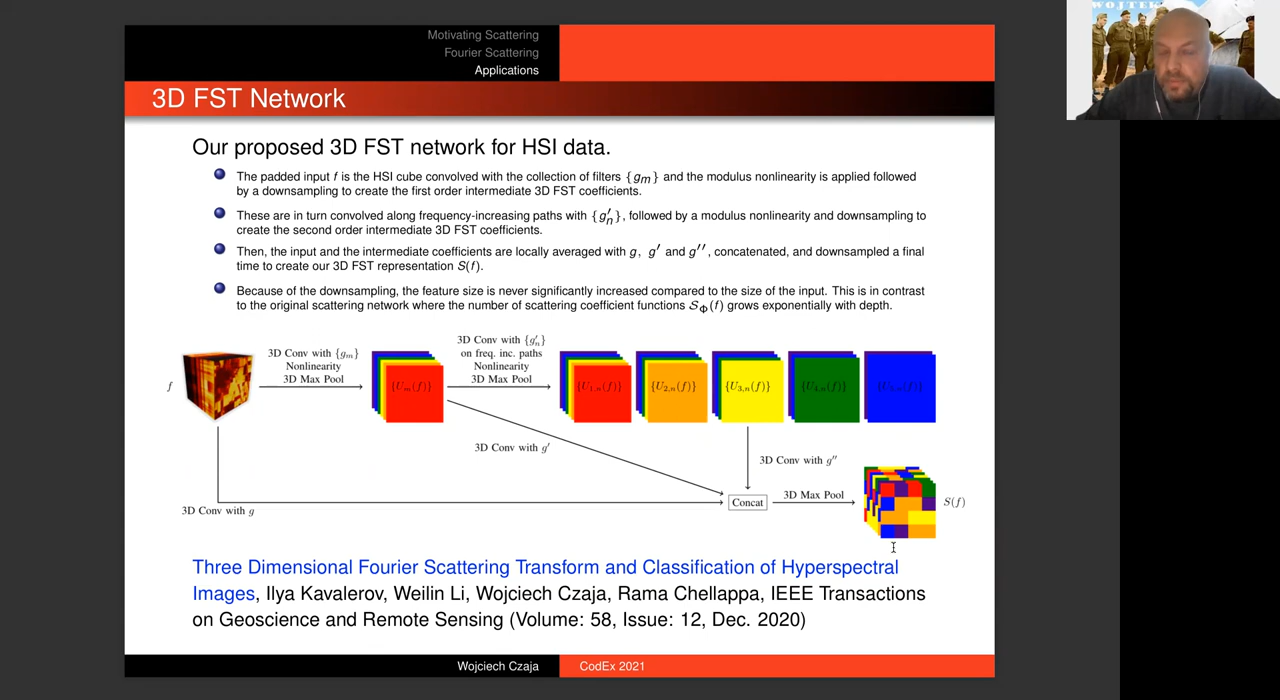 WOJTEK
Motivating Scattering
Fourier Scattering
Applications
3D FST Network
Our proposed 3D FST network for HSI data.
The padded input f is the HSI cube convolved with the collection of filters {gm} and the modulus nonlinearity is applied followed
by a downsampling to create the first order intermediate 3D FST coefficients.
These are in turn convolved along frequency-increasing paths with {g′n}, followed by a modulus nonlinearity and downsampling to
create the second order intermediate 3D FST coefficients.
Then, the input and the intermediate coefficients are locally averaged with g, g′ and g′′, concatenated, and downsampled a final
time to create our 3D FST representation S(f).
Because of the downsampling, the feature size is never significantly increased compared to the size of the input. This is in contrast
to the original scattering network where the number of scattering coefficient functions SΦ(f) grows exponentially with depth.
f
3D Conv with {gm}
Nonlinearity
3D Max Pool
{Um(f)}
3D Conv with {g′n}
on freq. inc. paths
Nonlinearity
3D Max Pool
{U1,n(f)} {U2,n(f)} {U3,n(f)} {U4,n(f)} {U5,n(f)}
3D Conv with g′
3D Conv with g′′
3D Conv with g
Concat
3D Max Pool
S(f)
Three Dimensional Fourier Scattering Transform and Classification of Hyperspectral
Images, Ilya Kavalerov, Weilin Li, Wojciech Czaja, Rama Chellappa, IEEE Transactions
on Geoscience and Remote Sensing (Volume: 58, Issue: 12, Dec. 2020)
Wojciech Czaja CodEx 2021